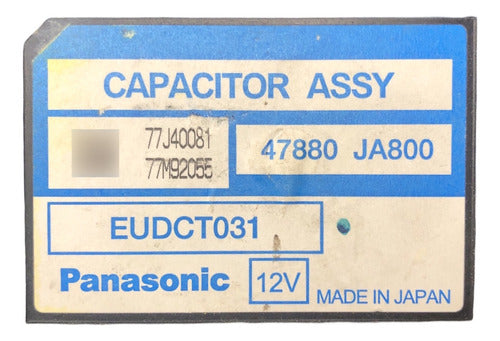 CAPACITOR ASSY
77J40081
77M92055
47880 JA800
EUDCT031
Panasonic
12V
MADE IN JAPAN